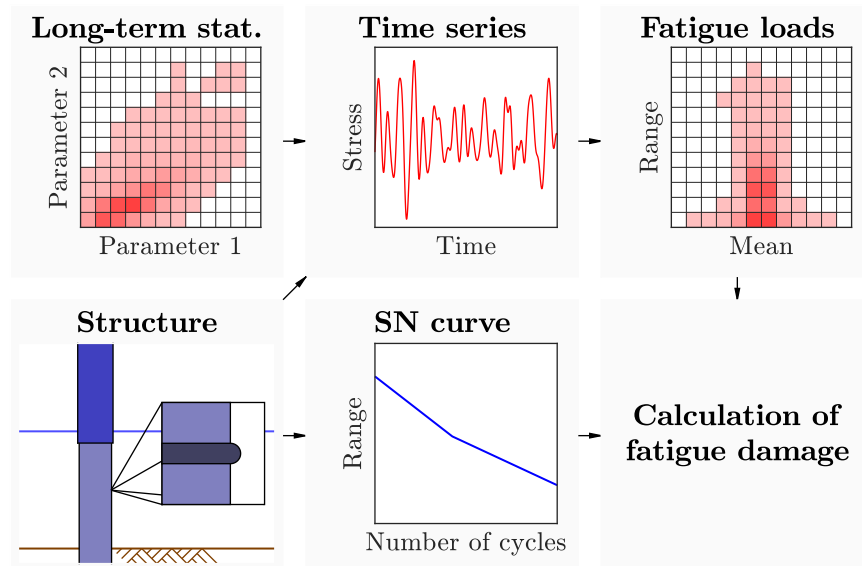 Long-term stat.
Parameter 2
Parameter 1
Time series
Stress
Time
Fatigue loads
Range
Mean
Structure
SN curve
Range
Number of cycles
Calculation of
fatigue damage